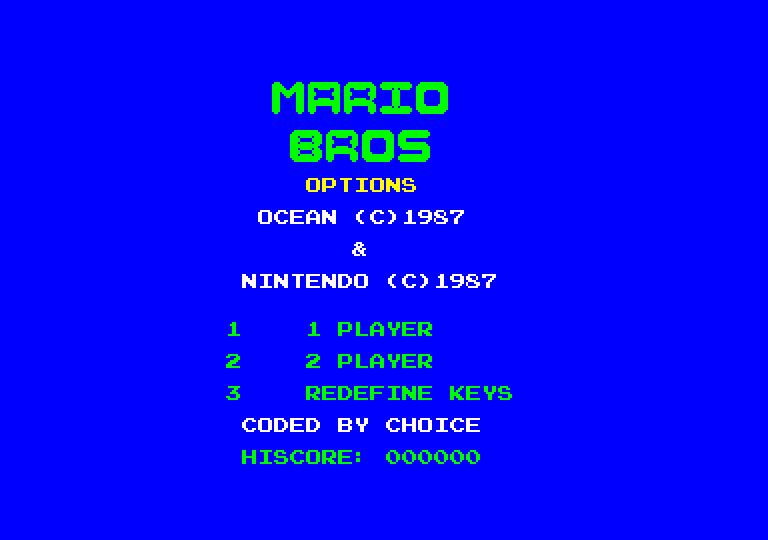 MARIO
BROS
OPTIONS
OCEAN (C)1987
&
NINTENDO (C)1987
1 1 PLAYER
2 2 PLAYER
3 REDEFINE KEYS
CODED BY CHOICE
HISCORE: 000000